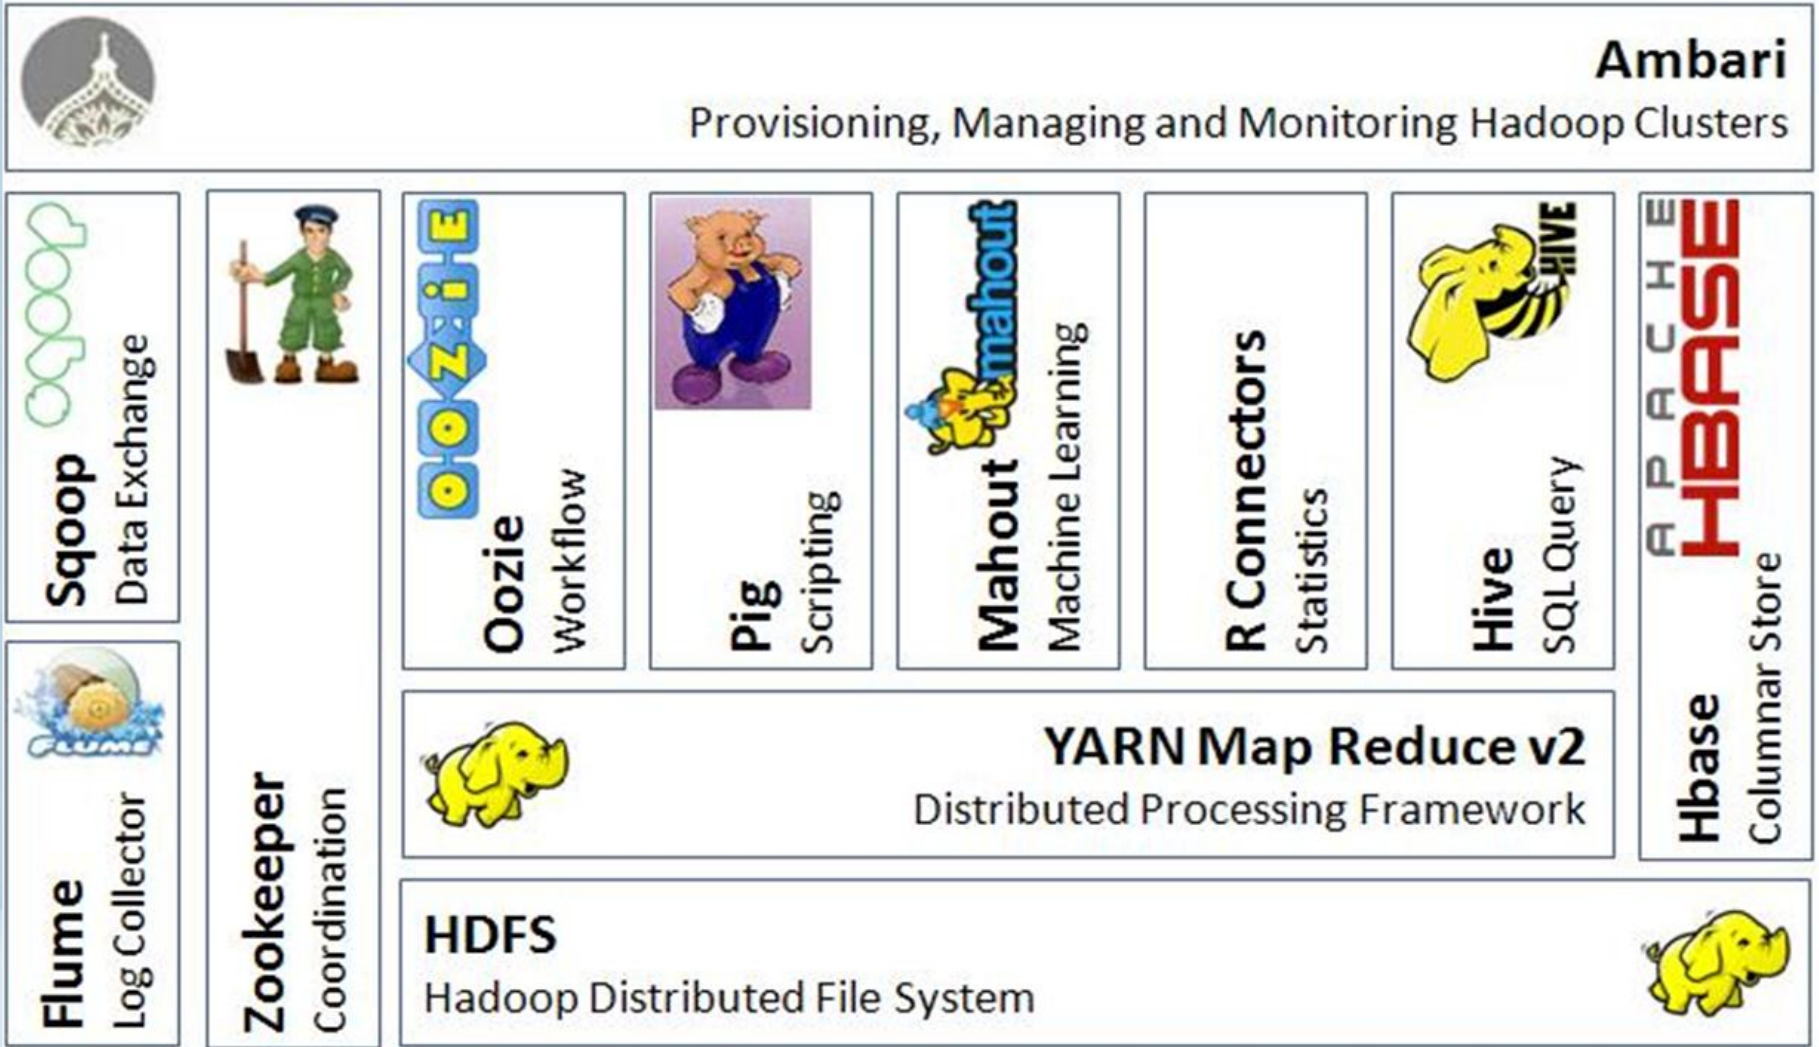 Ambari
Provisioning, Managing and Monitoring Hadoop Clusters
sqoop
Sqoop
Data Exchange
FLUME
Flume
Log Collector
Zookeeper
Coordination
OOZiE
Oozie
Workflow
Pig
Scripting
mahout
Mahout
Machine Learning
R Connectors
Statistics
HIVE
Hive
SQL Query
APACHE
HBASE
Hbase
Columnar Store
YARN Map Reduce v2
Distributed Processing Framework
HDFS
Hadoop Distributed File System